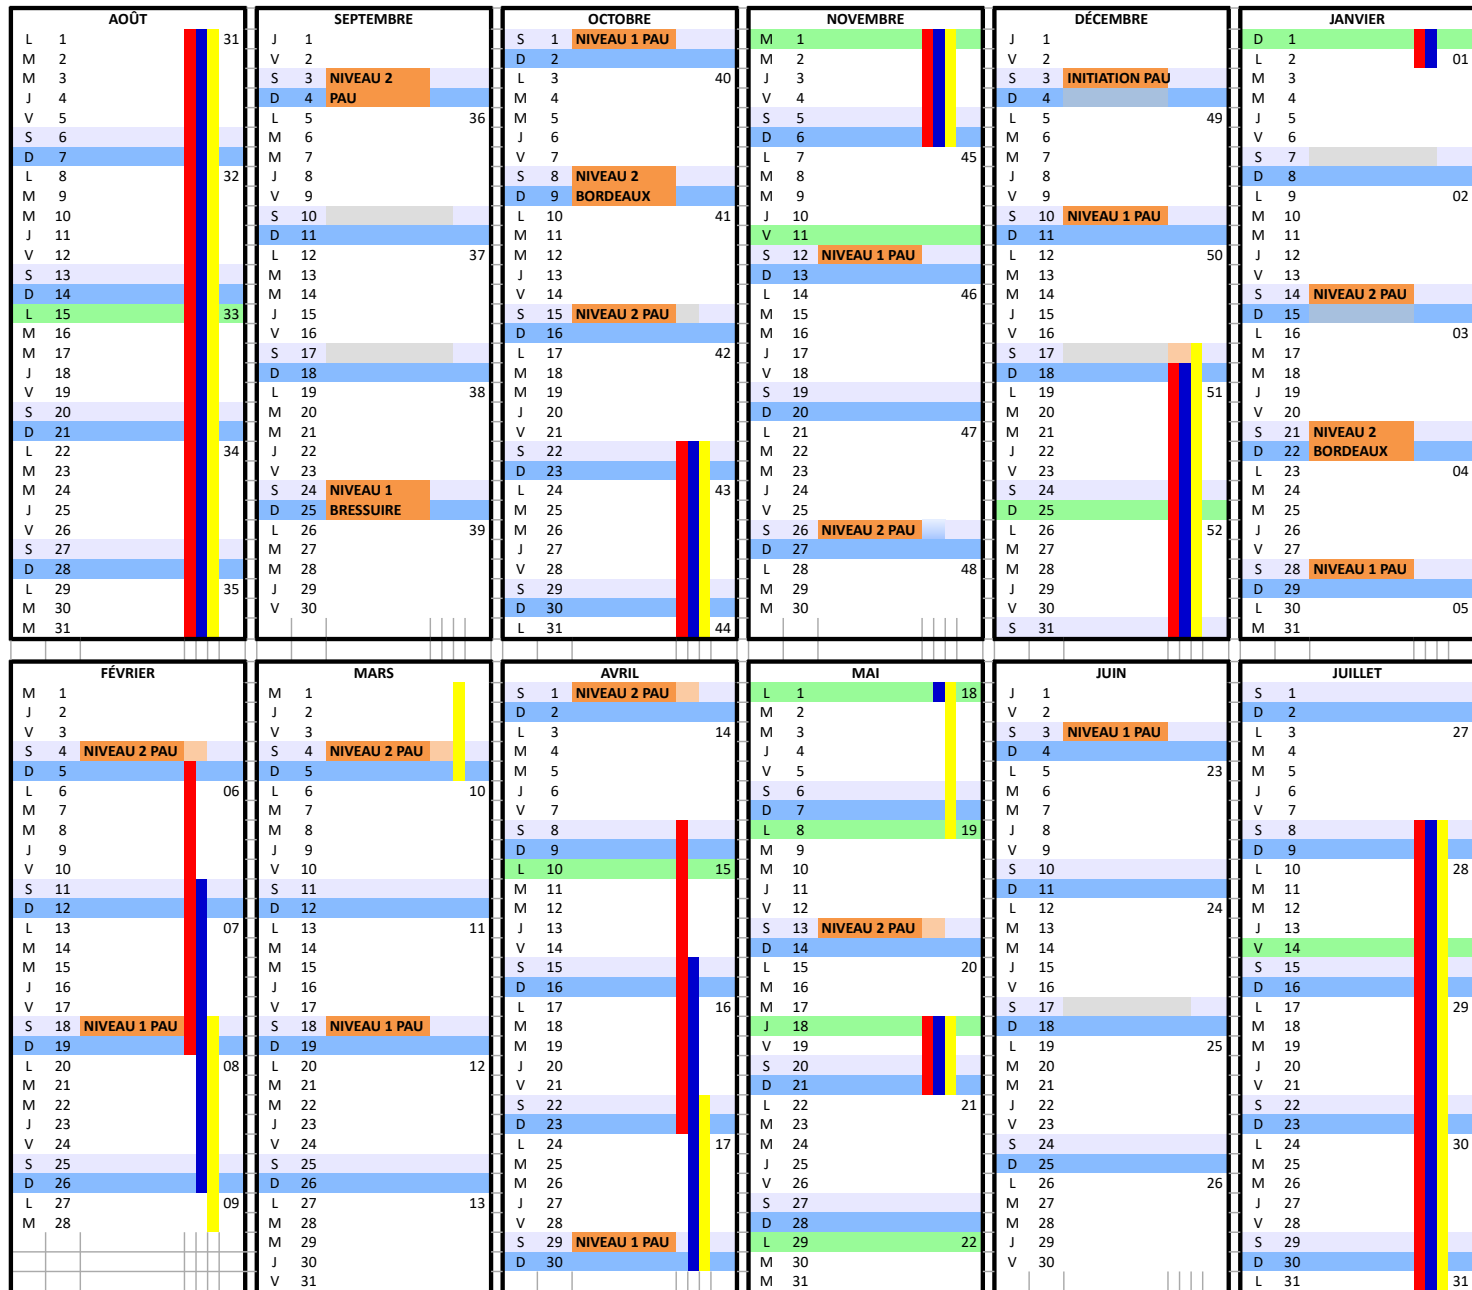 AOÛT
L 1 31
M 2
M 3
J 4
V 5
S 6
D 7
L 8 32
M 9
M 10
J 11
V 12
S 13
D 14
L 15 33
M 16
M 17
J 18
V 19
S 20
D 21
L 22 34
M 23
M 24
J 25
V 26
S 27
D 28
L 29 35
M 30
M 31
SEPTEMBRE
J 1
V 2
S 3 NIVEAU 2
D 4 PAU
L 5 36
M 6
M 7
J 8
V 9
S 10
D 11
L 12 37
M 13
M 14
J 15
V 16
S 17
D 18
L 19 38
M 20
M 21
J 22
V 23
S 24 NIVEAU 1
D 25 BRESSUIRE
L 26 39
M 27
M 28
J 29
V 30
OCTOBRE
S 1 NIVEAU 1 PAU
D 2
L 3 40
M 4
M 5
J 6
V 7
S 8 NIVEAU 2
D 9 BORDEAUX
L 10 41
M 11
M 12
J 13
V 14
S 15 NIVEAU 2 PAU
D 16
L 17 42
M 18
M 19
J 20
V 21
S 22
D 23
L 24 43
M 25
M 26
J 27
V 28
S 29
D 30
L 31 44
NOVEMBRE
M 1
M 2
J 3
V 4
S 5
D 6
L 7 45
M 8
M 9
J 10
V 11
S 12 NIVEAU 1 PAU
D 13
L 14 46
M 15
M 16
J 17
V 18
S 19
D 20
L 21 47
M 22
M 23
J 24
V 25
S 26 NIVEAU 2 PAU
D 27
L 28 48
M 29
M 30
DÉCEMBRE
J 1
V 2
S 3 INITIATION PAU
D 4
L 5 49
M 6
M 7
J 8
V 9
S 10 NIVEAU 1 PAU
D 11
L 12 50
M 13
M 14
J 15
V 16
S 17
D 18
L 19 51
M 20
M 21
J 22
V 23
S 24
D 25
L 26 52
M 27
M 28
J 29
V 30
S 31
JANVIER
D 1
L 2 01
M 3
M 4
J 5
V 6
S 7
D 8
L 9 02
M 10
M 11
J 12
V 13
S 14 NIVEAU 2 PAU
D 15
L 16 03
M 17
M 18
J 19
V 20
S 21 NIVEAU 2
D 22 BORDEAUX
L 23 04
M 24
M 25
J 26
V 27
S 28 NIVEAU 1 PAU
D 29
L 30 05
M 31
FÉVRIER
M 1
J 2
V 3
S 4 NIVEAU 2 PAU
D 5
L 6 06
M 7
M 8
J 9
V 10
S 11
D 12
L 13 07
M 14
M 15
J 16
V 17
S 18 NIVEAU 1 PAU
D 19
L 20 08
M 21
M 22
J 23
V 24
S 25
D 26
L 27 09
M 28
MARS
M 1
J 2
V 3
S 4 NIVEAU 2 PAU
D 5
L 6 10
M 7
M 8
J 9
V 10
S 11
D 12
L 13 11
M 14
M 15
J 16
V 17
S 18 NIVEAU 1 PAU
D 19
L 20 12
M 21
M 22
J 23
V 24
S 25
D 26
L 27 13
M 28
M 29
J 30
V 31
AVRIL
S 1 NIVEAU 2 PAU
D 2
L 3 14
M 4
M 5
J 6
V 7
S 8
D 9
L 10 15
M 11
M 12
J 13
V 14
S 15
D 16
L 17 16
M 18
M 19
J 20
V 21
S 22
D 23
L 24 17
M 25
M 26
J 27
V 28
S 29 NIVEAU 1 PAU
D 30
MAI
L 1 18
M 2
M 3
J 4
V 5
S 6
D 7
L 8 19
M 9
M 10
J 11
V 12
S 13 NIVEAU 2 PAU
D 14
L 15 20
M 16
M 17
J 18
V 19
S 20
D 21
L 22 21
M 23
M 24
J 25
V 26
S 27
D 28
L 29 22
M 30
M 31
JUIN
J 1
V 2
S 3 NIVEAU 1 PAU
D 4
L 5 23
M 6
M 7
J 8
V 9
S 10
D 11
L 12 24
M 13
M 14
J 15
V 16
S 17
D 18
L 19 25
M 20
M 21
J 22
V 23
S 24
D 25
L 26 26
M 27
M 28
J 29
V 30
JUILLET
S 1
D 2
L 3 27
M 4
M 5
J 6
V 7
S 8
D 9
L 10 28
M 11
M 12
J 13
V 14
S 15
D 16
L 17 29
M 18
M 19
J 20
V 21
S 22
D 23
L 24 30
M 25
M 26
J 27
V 28
S 29
D 30
L 31 31